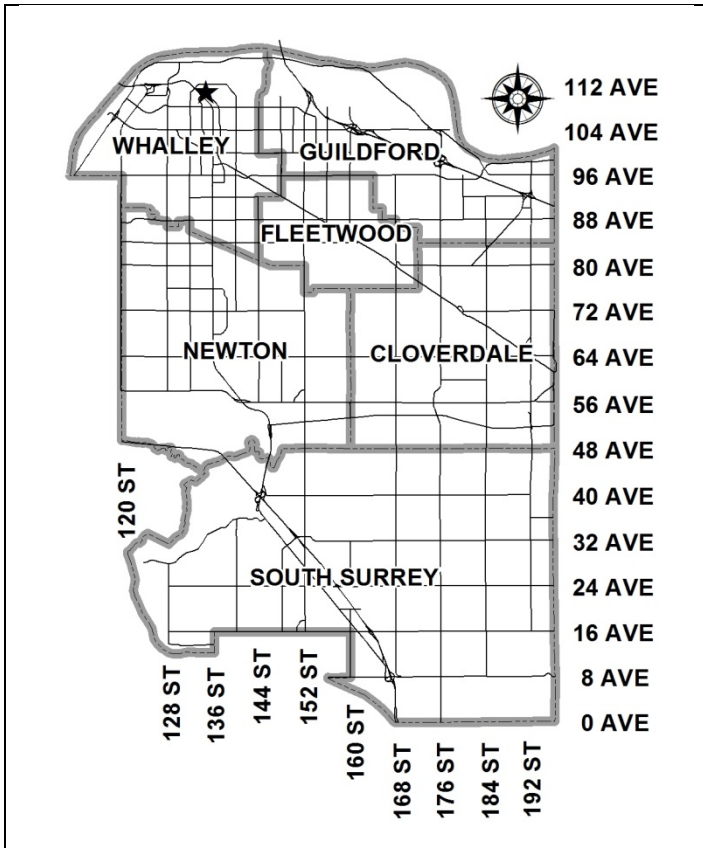 112 AVE
104 AVE
WHALLEY
GUILDFORD
96 AVE
88 AVE
FLEETWOOD
80 AVE
72 AVE
NEWTON
CLOVERDALE
64 AVE
56 AVE
48 AVE
120 ST
40 AVE
32 AVE
SOUTH SURREY
24 AVE
16 AVE
128 ST
136 ST
144 ST
152 ST
160 ST
8 AVE
0 AVE
168 ST
176 ST
184 ST
192 ST